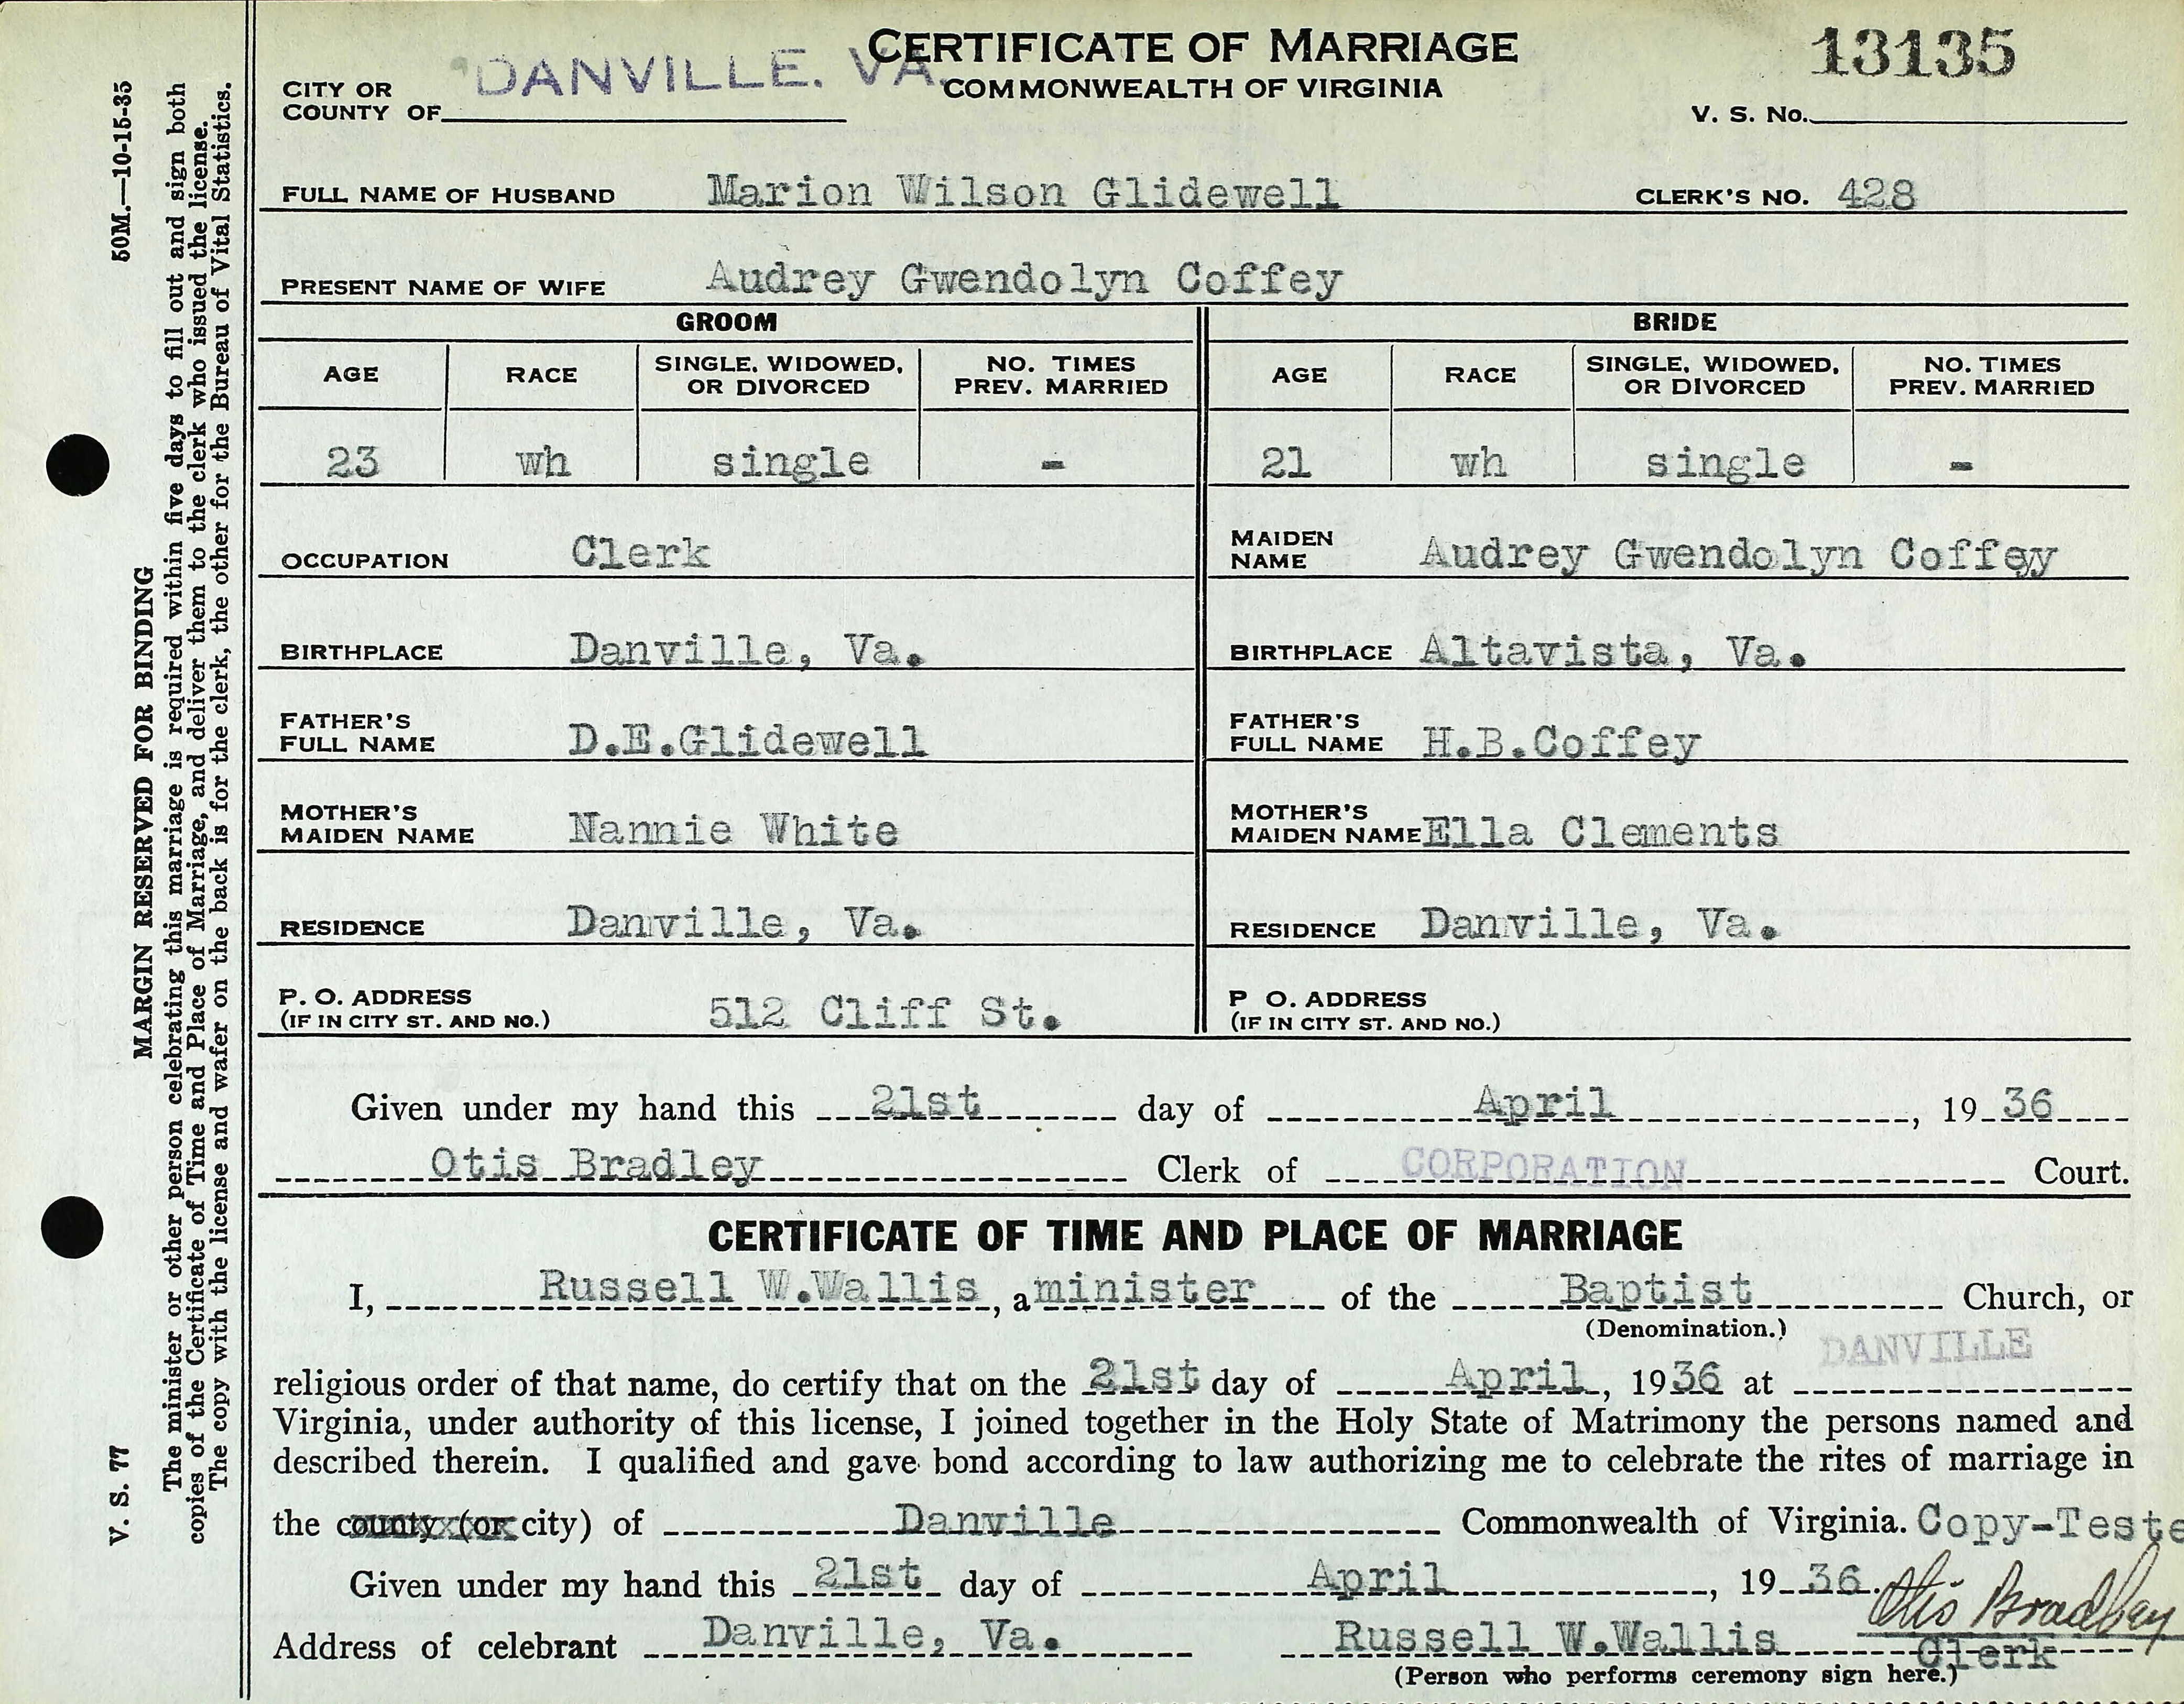 CERTIFICATE OF MARRIAGE
COMMONWEALTH OF VIRGINIA
13135
CITY OR COUNTY OF DANVILLE, VA.
V. S. No.
FULL NAME OF HUSBAND Marion Wilson Glidewell CLERK'S NO. 428
PRESENT NAME OF WIFE Audrey Gwendolyn Coffey
GROOM BRIDE
AGE RACE SINGLE, WIDOWED, OR DIVORCED NO. TIMES PREV. MARRIED AGE RACE SINGLE, WIDOWED, OR DIVORCED NO. TIMES PREV. MARRIED
23 wh single - 21 wh single -
OCCUPATION Clerk MAIDEN NAME Audrey Gwendolyn Coffey
BIRTHPLACE Danville, Va. BIRTHPLACE Altavista, Va.
FATHER'S FULL NAME D.E.Glidewell FATHER'S FULL NAME H.B.Coffey
MOTHER'S MAIDEN NAME Nannie White MOTHER'S MAIDEN NAME Ella Clements
RESIDENCE Danville, Va. RESIDENCE Danville, Va.
P. O. ADDRESS (IF IN CITY ST. AND NO.) 512 Cliff St. P O. ADDRESS (IF IN CITY ST. AND NO.)
Given under my hand this 21st day of April, 19 36
Otis Bradley Clerk of CORPORATION Court.
CERTIFICATE OF TIME AND PLACE OF MARRIAGE
I, Russell W.Wallis, a minister of the Baptist Church, or
(Denomination.)
DANVILLE
religious order of that name, do certify that on the 21st day of April, 1936 at
Virginia, under authority of this license, I joined together in the Holy State of Matrimony the persons named and
described therein. I qualified and gave bond according to law authorizing me to celebrate the rites of marriage in
the county (or city) of Danville Commonwealth of Virginia. Copy-Teste
Given under my hand this 21st day of April, 19 36.
Otis Bradley
Address of celebrant Danville, Va. Russell W.Wallis Clerk
(Person who performs ceremony sign here.)
50M.—10-15-35
MARGIN RESERVED FOR BINDING
V. S. 77
The minister or other person celebrating this marriage is required within five days to fill out and sign both
copies of the Certificate of Time and Place of Marriage, and deliver them to the clerk who issued the license.
The copy with the license and wafer on the back is for the clerk, the other for the Bureau of Vital Statistics.